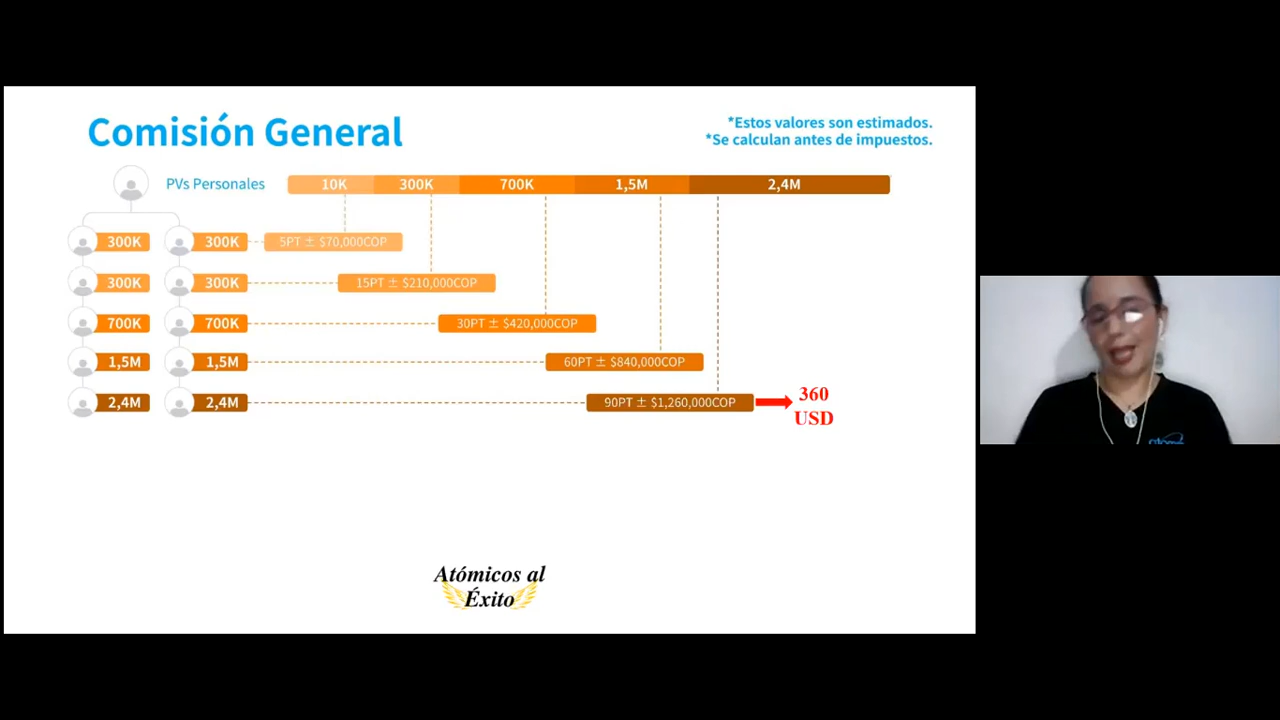 Comisión General
*Estos valores son estimados.
*Se calculan antes de impuestos.
PVs Personales
10K
300K
700K
1,5M
2,4M
300K
300K
5PT ± $70,000COP
300K
300K
15PT ± $210,000COP
700K
700K
30PT ± $420,000COP
1,5M
1,5M
60PT ± $840,000COP
2,4M
2,4M
90PT ± $1,260,000COP
360
USD
Atómicos al
Éxito